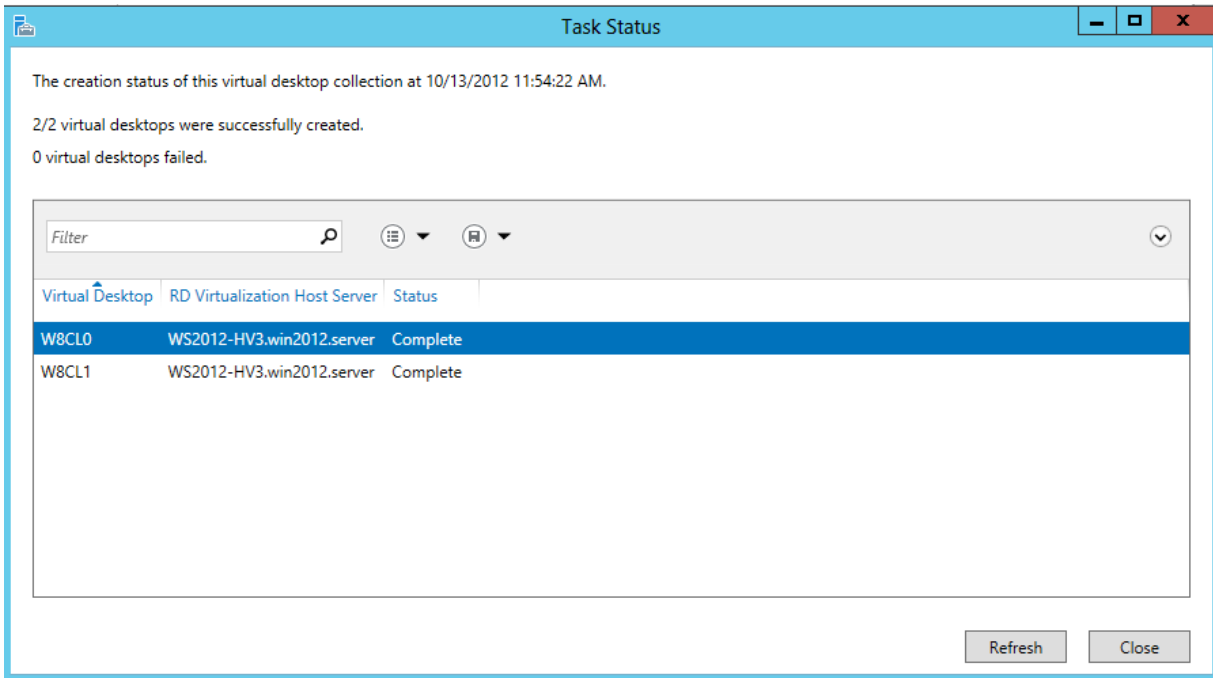 Task Status
The creation status of this virtual desktop collection at 10/13/2012 11:54:22 AM.
2/2 virtual desktops were successfully created.
0 virtual desktops failed.
Filter
Virtual Desktop RD Virtualization Host Server Status
W8CL0 WS2012-HV3.win2012.server Complete
W8CL1 WS2012-HV3.win2012.server Complete
Refresh Close